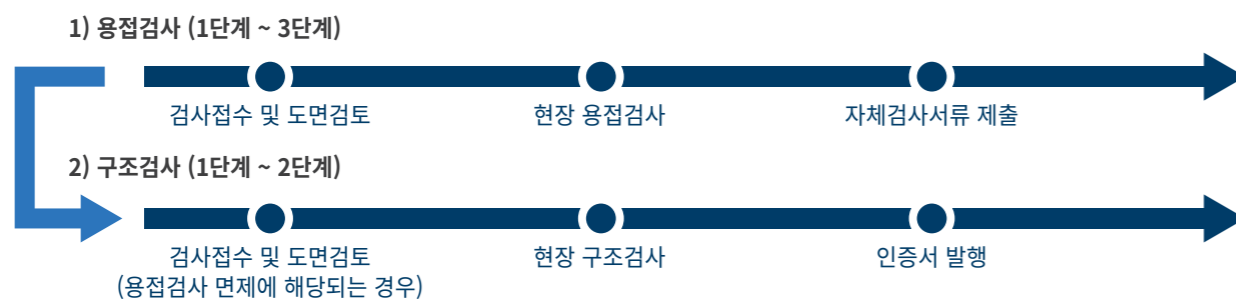 1) 용접검사 (1단계 ~ 3단계)
검사접수 및 도면검토
현장 용접검사
자체검사서류 제출
2) 구조검사 (1단계 ~ 2단계)
검사접수 및 도면검토
(용접검사 면제에 해당되는 경우)
현장 구조검사
인증서 발행